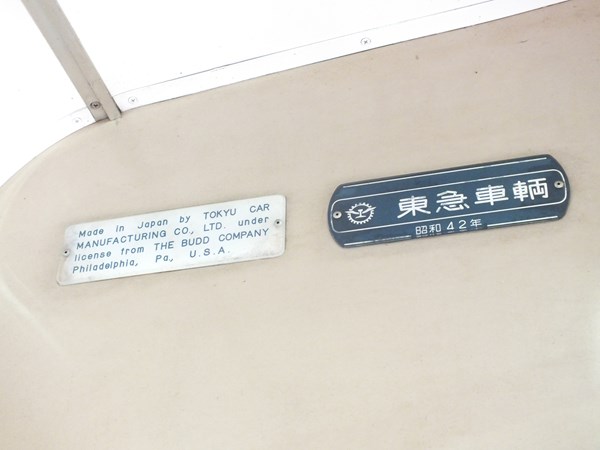 Made in Japan by TOKYU CAR
MANUFACTURING CO., LTD. under
license from THE BUDD COMPANY
Philadelphia, Pa., U.S.A.
東急車輌
昭和42年